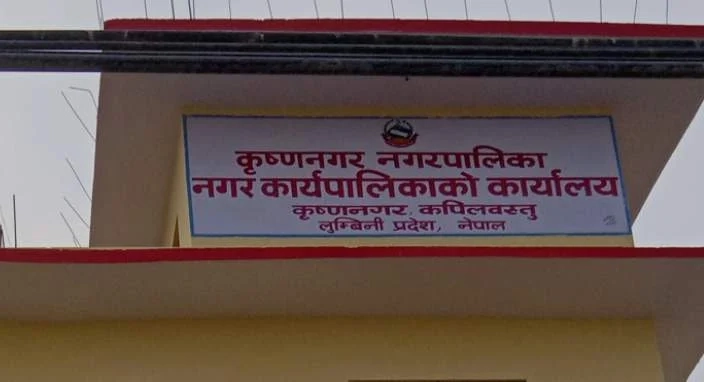 कृष्णनगर नगरपालिका
नगर कार्यपालिकाको कार्यालय
कृष्णनगर, कपिलवस्तु
लुम्बिनी प्रदेश, नेपाल